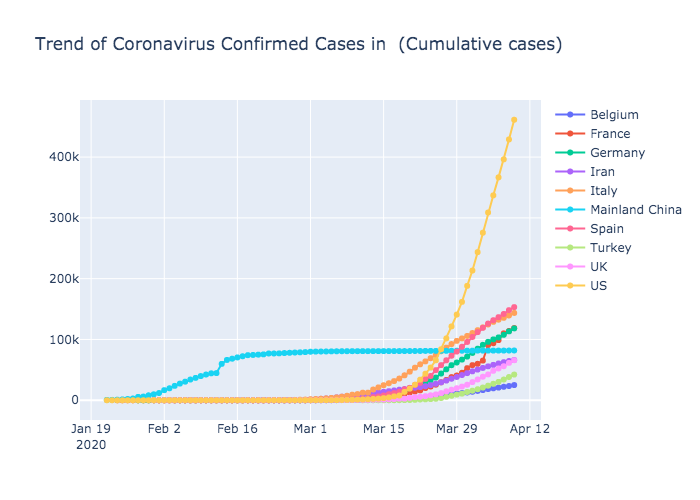 Trend of Coronavirus Confirmed Cases in  (Cumulative cases)
400k
300k
200k
100k
0
Jan 19
2020
Feb 2
Feb 16
Mar 1
Mar 15
Mar 29
Apr 12
Belgium
France
Germany
Iran
Italy
Mainland China
Spain
Turkey
UK
US